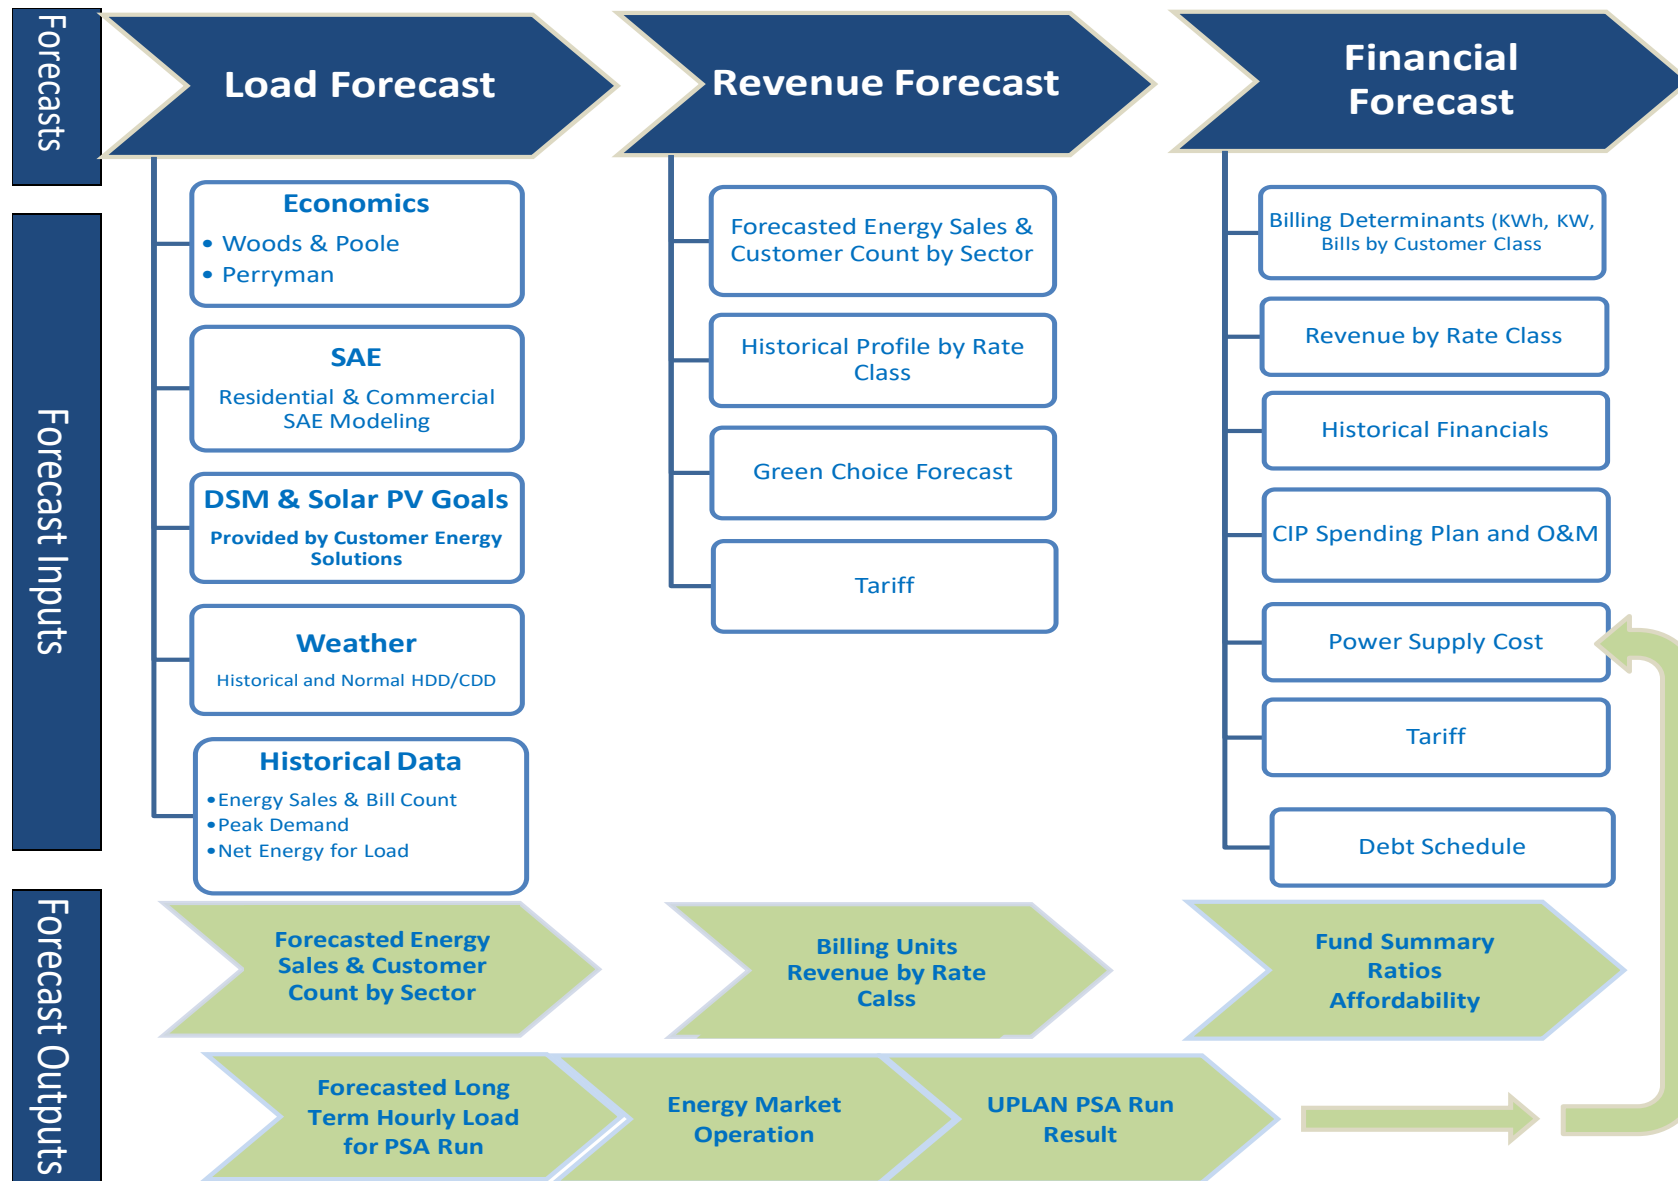 Forecasts
Load Forecast
Revenue Forecast
Financial
Forecast
Forecast Inputs
Economics
• Woods & Poole
• Perryman
SAE
Residential & Commercial
SAE Modeling
DSM & Solar PV Goals
Provided by Customer Energy
Solutions
Weather
Historical and Normal HDD/CDD
Historical Data
•Energy Sales & Bill Count
•Peak Demand
•Net Energy for Load
Forecasted Energy Sales &
Customer Count by Sector
Historical Profile by Rate
Class
Green Choice Forecast
Tariff
Billing Determinants (KWh, KW,
Bills by Customer Class
Revenue by Rate Class
Historical Financials
CIP Spending Plan and O&M
Power Supply Cost
Tariff
Debt Schedule
Forecast Outputs
Forecasted Energy
Sales & Customer
Count by Sector
Billing Units
Revenue by Rate
Calss
Fund Summary
Ratios
Affordability
Forecasted Long
Term Hourly Load
for PSA Run
Energy Market
Operation
UPLAN PSA Run
Result